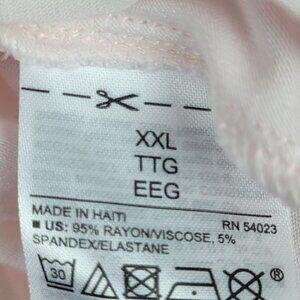 XXL
TTG
EEG
MADE IN HAITI RN 54023
■ US: 95% RAYON/VISCOSE, 5%
SPANDEX/ELASTANE
30
®